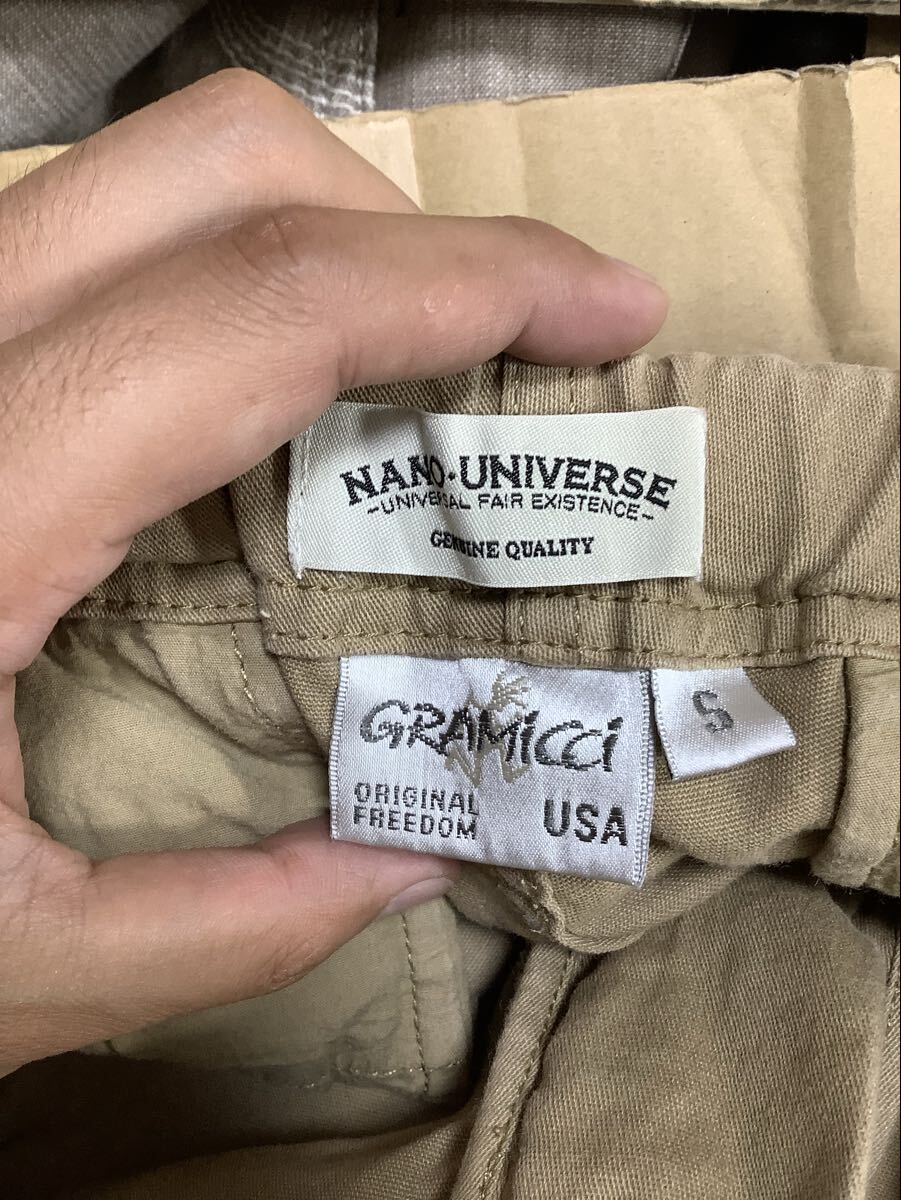 NANO·UNIVERSE
~UNIVERSAL FAIR EXISTENCE~
GENUINE QUALITY
GRAMiCCi
ORIGINAL
FREEDOM
USA
S